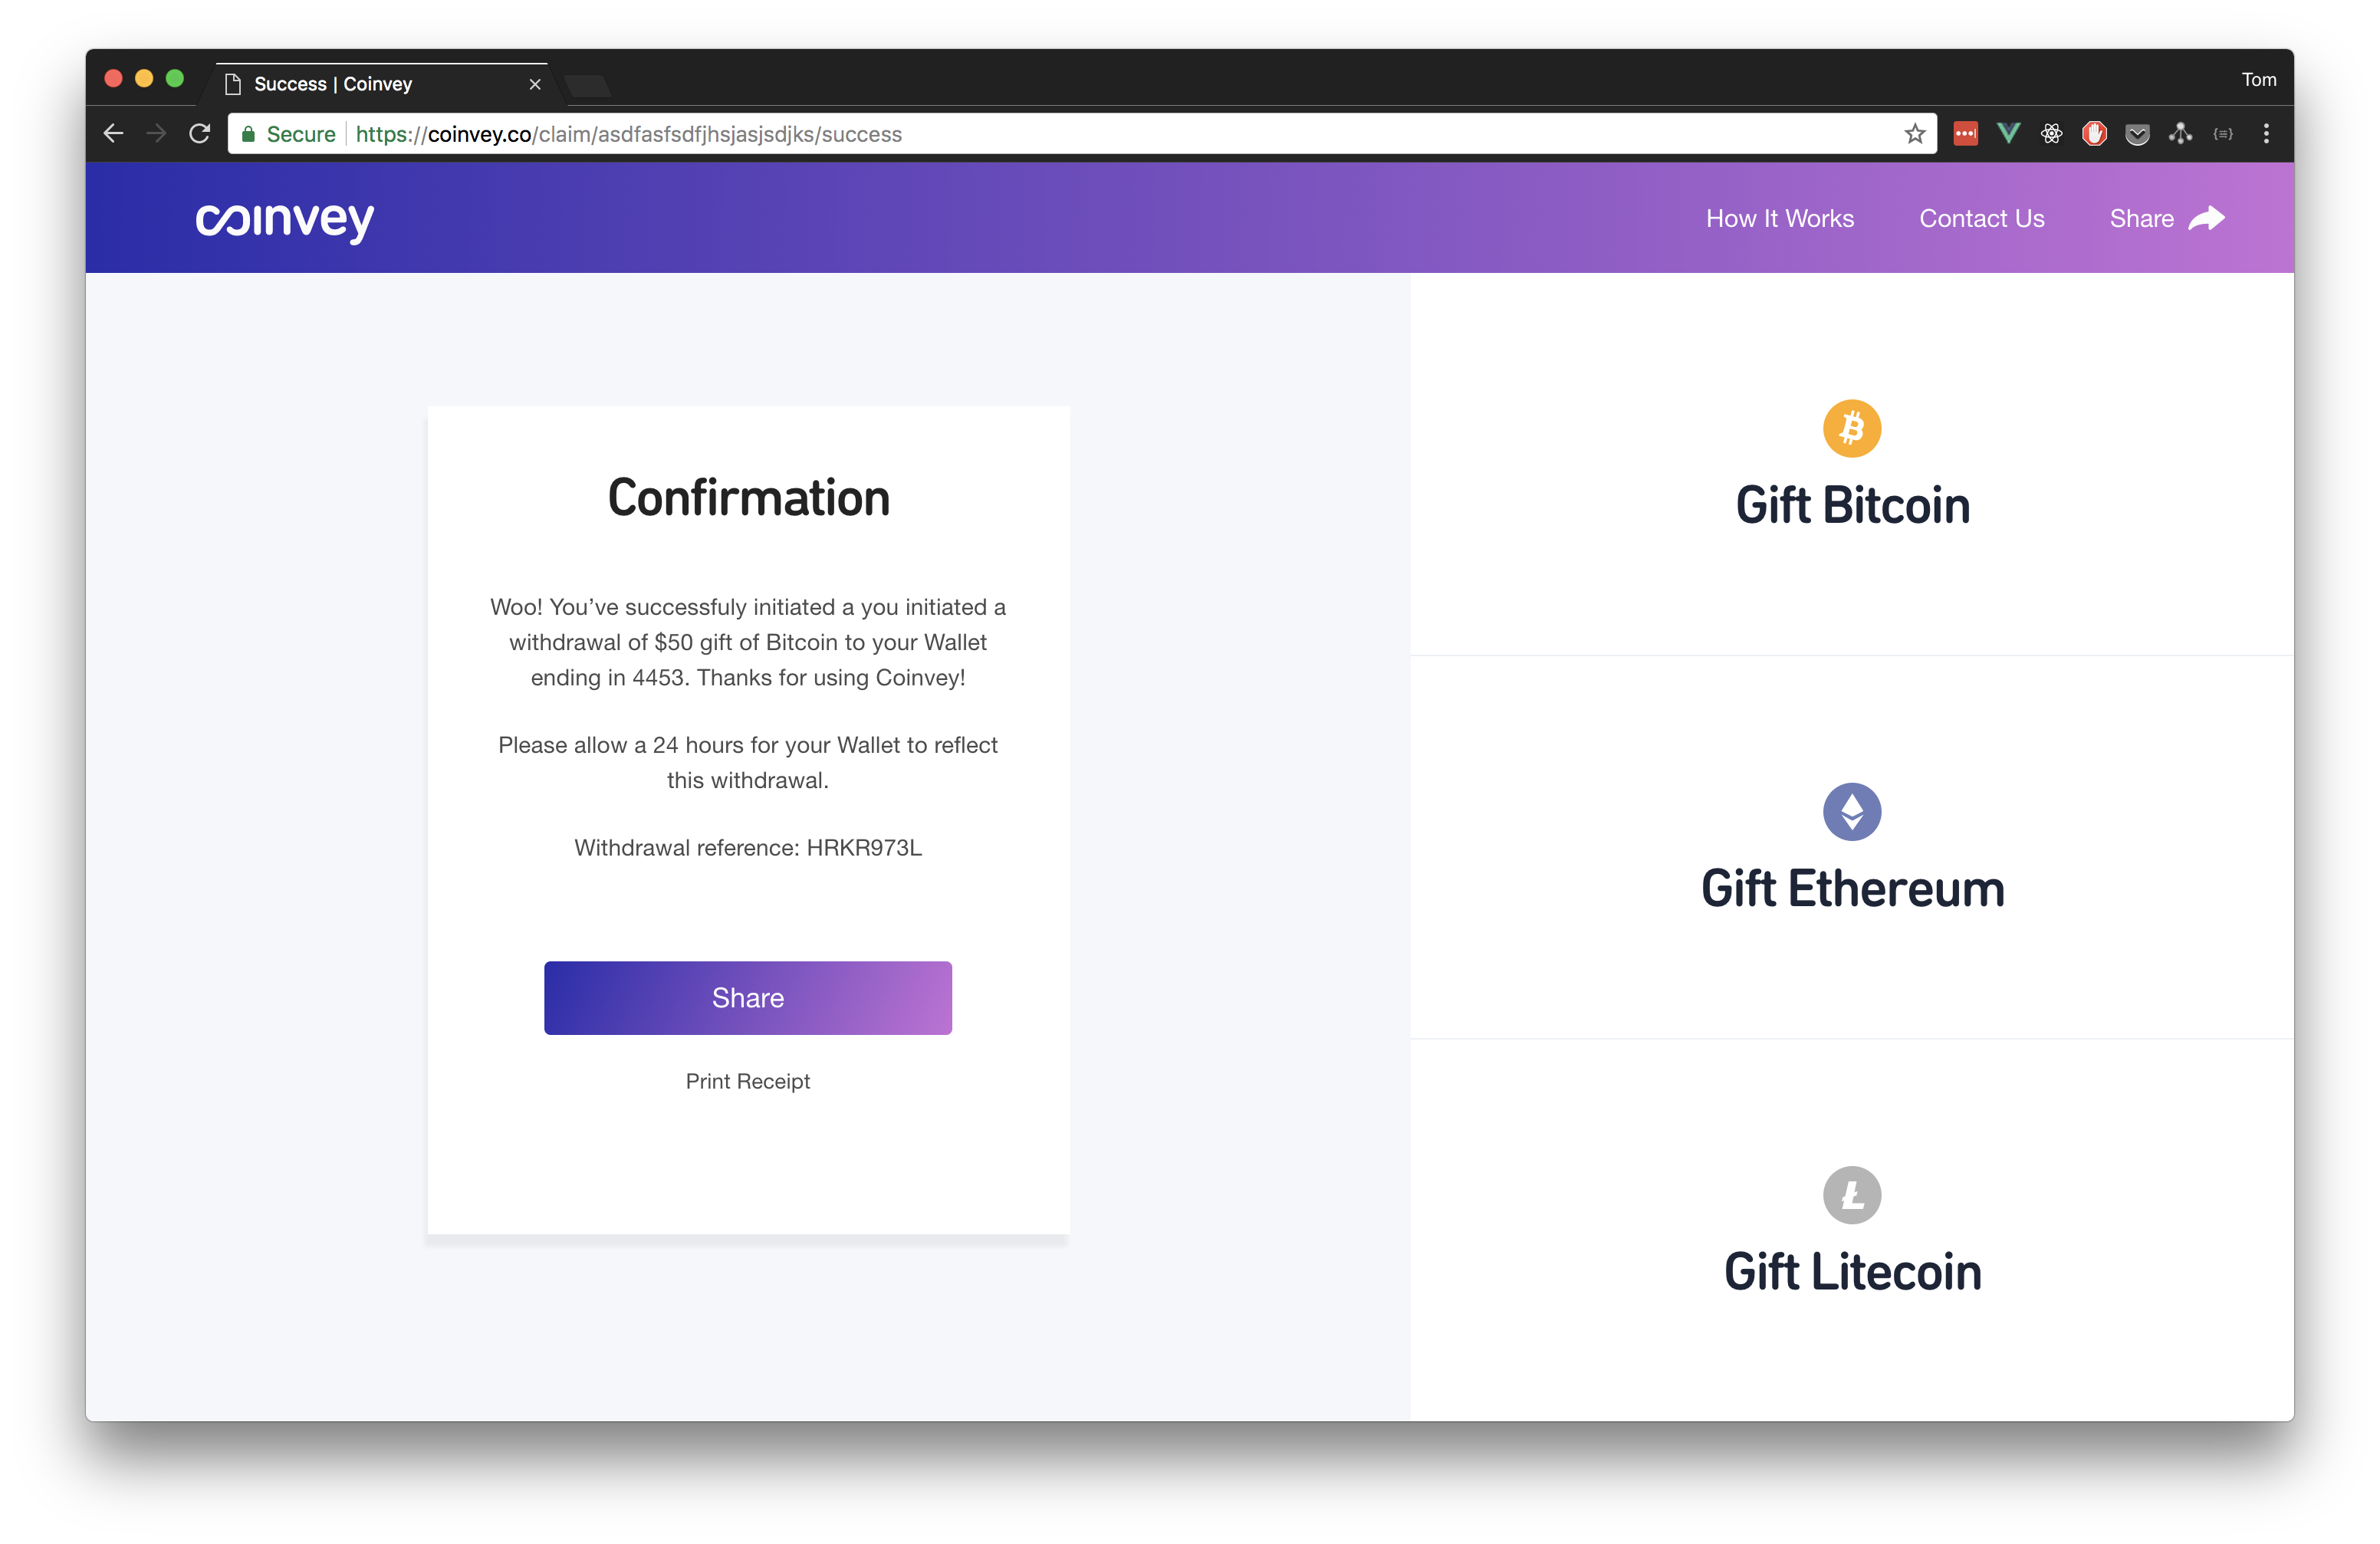 Success | Coinvey
Tom
Secure https://coinvey.co/claim/asdfasfsdfjhsjasjsdjks/success
coinvey
How It Works Contact Us Share
Confirmation
Woo! You’ve successfuly initiated a you initiated a
withdrawal of $50 gift of Bitcoin to your Wallet
ending in 4453. Thanks for using Coinvey!
Please allow a 24 hours for your Wallet to reflect
this withdrawal.
Withdrawal reference: HRKR973L
Share
Print Receipt
Gift Bitcoin
Gift Ethereum
Gift Litecoin